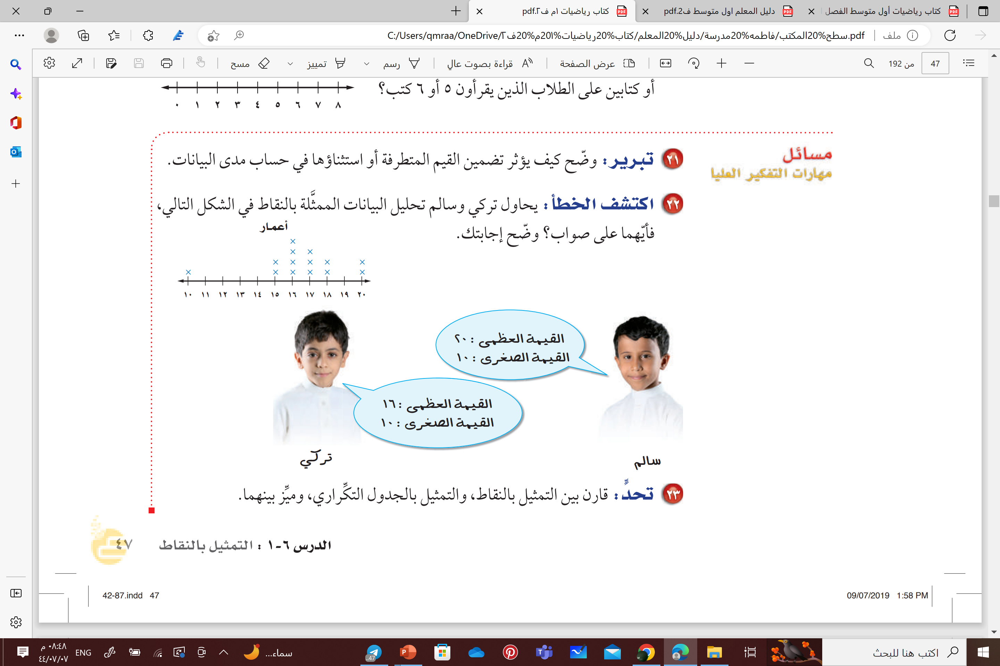 كتاب رياضيات أول متوسط الفصل
دليل المعلم اول متوسط ف2.pdf
كتاب رياضيات ١م ف٢.pdf
ملف
C:/Users/qmraa/OneDrive/سطح%20المكتب/فاطمه%20مدرسة/دليل%20المعلم/كتاب%20رياضيات%20١م%20ف٢.pdf
47
من 192
عرض الصفحة
قراءة بصوت عالٍ
رسم
تمييز
مسح
أو كتابين على الطلاب الذين يقرأون ٥ أو ٦ كتب؟
٠ ١ ٢ ٣ ٤ ٥ ٦ ٧ ٨
مسائل
مهارات التفكير العليا
٢١ تبرير: وضّح كيف يؤثر تضمين القيم المتطرفة أو استثناؤها في حساب مدى البيانات.
٢٢ اكتشف الخطأ: يحاول تركي وسالم تحليل البيانات الممثَّلة بالنقاط في الشكل التالي،
فأيّهما على صواب؟ وضّح إجابتك.
أعمار
١٠ ١١ ١٢ ١٣ ١٤ ١٥ ١٦ ١٧ ١٨ ١٩ ٢٠
القيمة العظمى : ٢٠
القيمة الصغرى : ١٠
القيمة العظمى : ١٦
القيمة الصغرى : ١٠
سالم
تركي
٢٣ تحدٍّ: قارن بين التمثيل بالنقاط، والتمثيل بالجدول التكّراري، وميِّز بينهما.
الدرس ٦-١ : التمثيل بالنقاط ٤٧
42-87.indd 47
09/07/2019 1:58 PM
اكتب هنا للبحث
سماء...
..47
ENG
٠٨:٤٨ م
٤٤/٠٧/٠٧